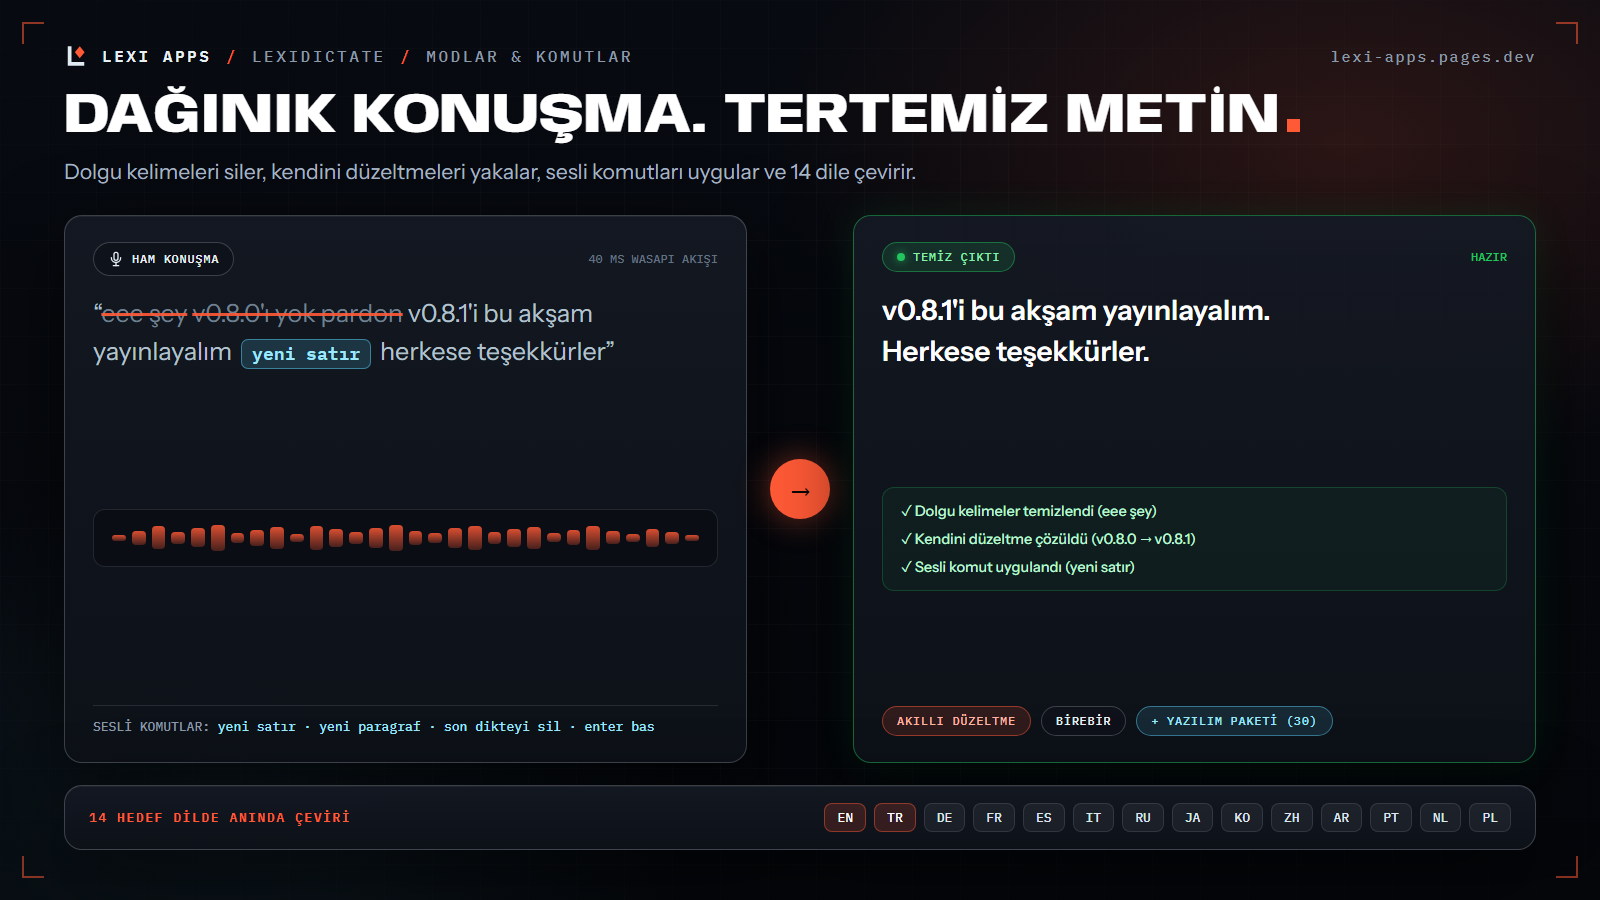 LEXI APPS / LEXIDICTATE / MODLAR & KOMUTLAR
lexi-apps.pages.dev
DAĞINIK KONUŞMA. TERTEMİZ METİN.
Dolgu kelimeleri siler, kendini düzeltmeleri yakalar, sesli komutları uygular ve 14 dile çevirir.
HAM KONUŞMA
40 MS WASAPI AKIŞI
“eee şey v0.8.0'ı yok pardon v0.8.1'i bu akşam
yayınlayalım yeni satır herkese teşekkürler”
SESLİ KOMUTLAR: yeni satır · yeni paragraf · son dikteyi sil · enter bas
→
TEMİZ ÇIKTI
HAZIR
v0.8.1'i bu akşam yayınlayalım.
Herkese teşekkürler.
✓ Dolgu kelimeler temizlendi (eee şey)
✓ Kendini düzeltme çözüldü (v0.8.0 → v0.8.1)
✓ Sesli komut uygulandı (yeni satır)
AKILLI DÜZELTME
BİREBİR
+ YAZILIM PAKETİ (30)
14 HEDEF DİLDE ANINDA ÇEVİRİ
EN TR DE FR ES IT RU JA KO ZH AR PT NL PL